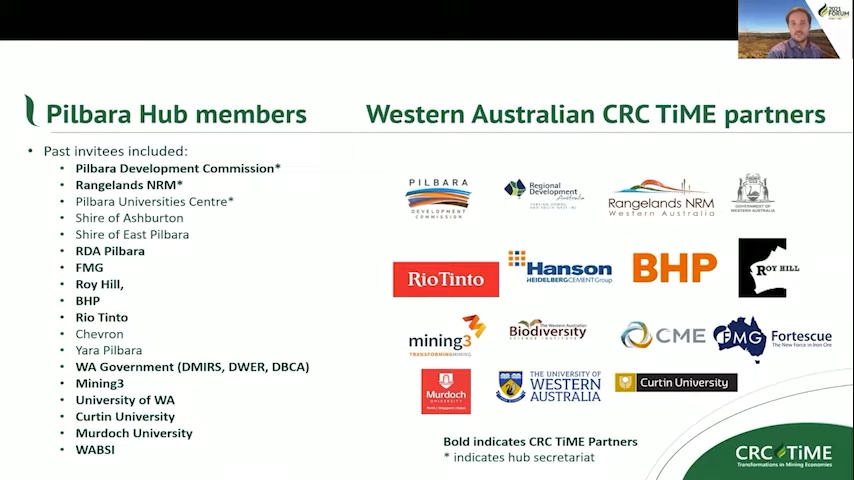 2021
FORUM
Pilbara Hub members
Western Australian CRC TiME partners
• Past invitees included:
• Pilbara Development Commission*
• Rangelands NRM*
• Pilbara Universities Centre*
• Shire of Ashburton
• Shire of East Pilbara
• RDA Pilbara
• FMG
• Roy Hill,
• BHP
• Rio Tinto
• Chevron
• Yara Pilbara
• WA Government (DMIRS, DWER, DBCA)
• Mining3
• University of WA
• Curtin University
• Murdoch University
• WABSI
PILBARA
DEVELOPMENT
COMMISSION
Regional
Development
Australia
Rangelands NRM
Western Australia
GOVERNMENT OF
WESTERN AUSTRALIA
RioTinto
Hanson
HEIDELBERGCEMENT Group
BHP
ROY HILL
mining3
TRANSFORMING MINING
The Western Australian
Biodiversity
SCIENCE INSTITUTE
CME
FMG
Fortescue
The New Force in Iron Ore
Murdoch
UNIVERSITY
THE UNIVERSITY OF
WESTERN
AUSTRALIA
Curtin University
Bold indicates CRC TiME Partners
* indicates hub secretariat
CRC TiME
Transformations in Mining Economies